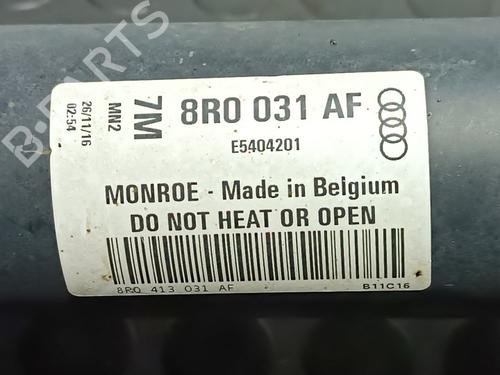 B-PARTS
26/11/16
02:54
MN2
7M
8R0 031 AF
E5404201
MONROE - Made in Belgium
DO NOT HEAT OR OPEN
8R0 413 031 AF
B11C16